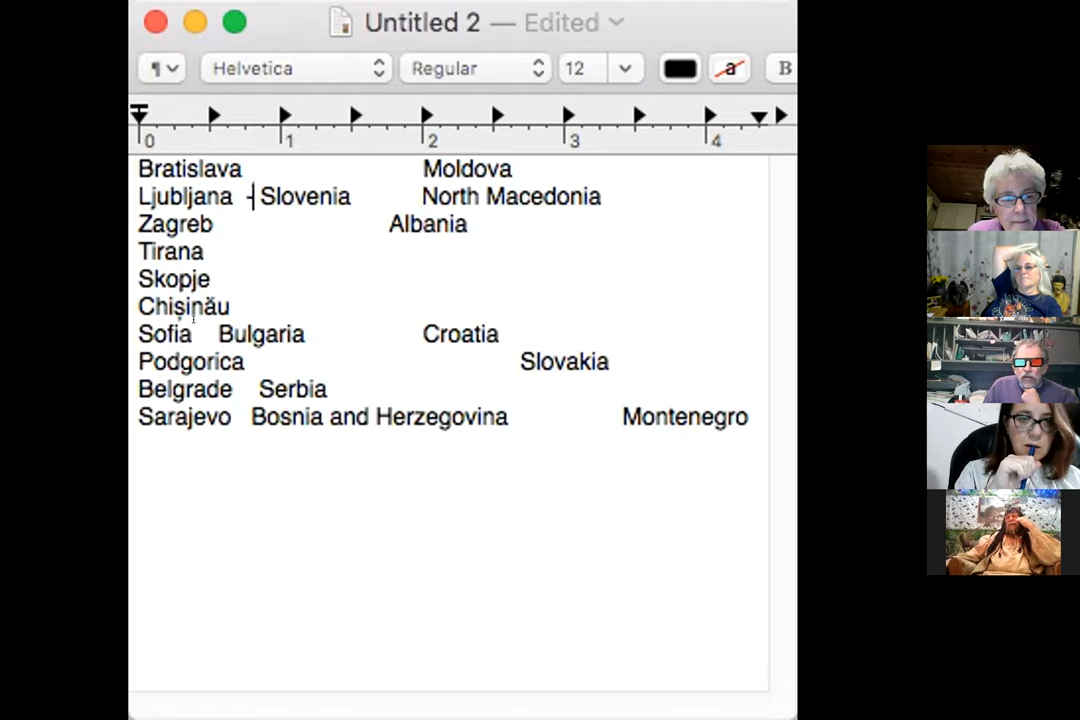 Untitled 2 — Edited
¶ Helvetica Regular 12 a B
0 1 2 3 4
Bratislava Moldova
Ljubljana - Slovenia North Macedonia
Zagreb Albania
Tirana
Skopje
Chișinău
Sofia Bulgaria Croatia
Podgorica Slovakia
Belgrade Serbia
Sarajevo Bosnia and Herzegovina Montenegro